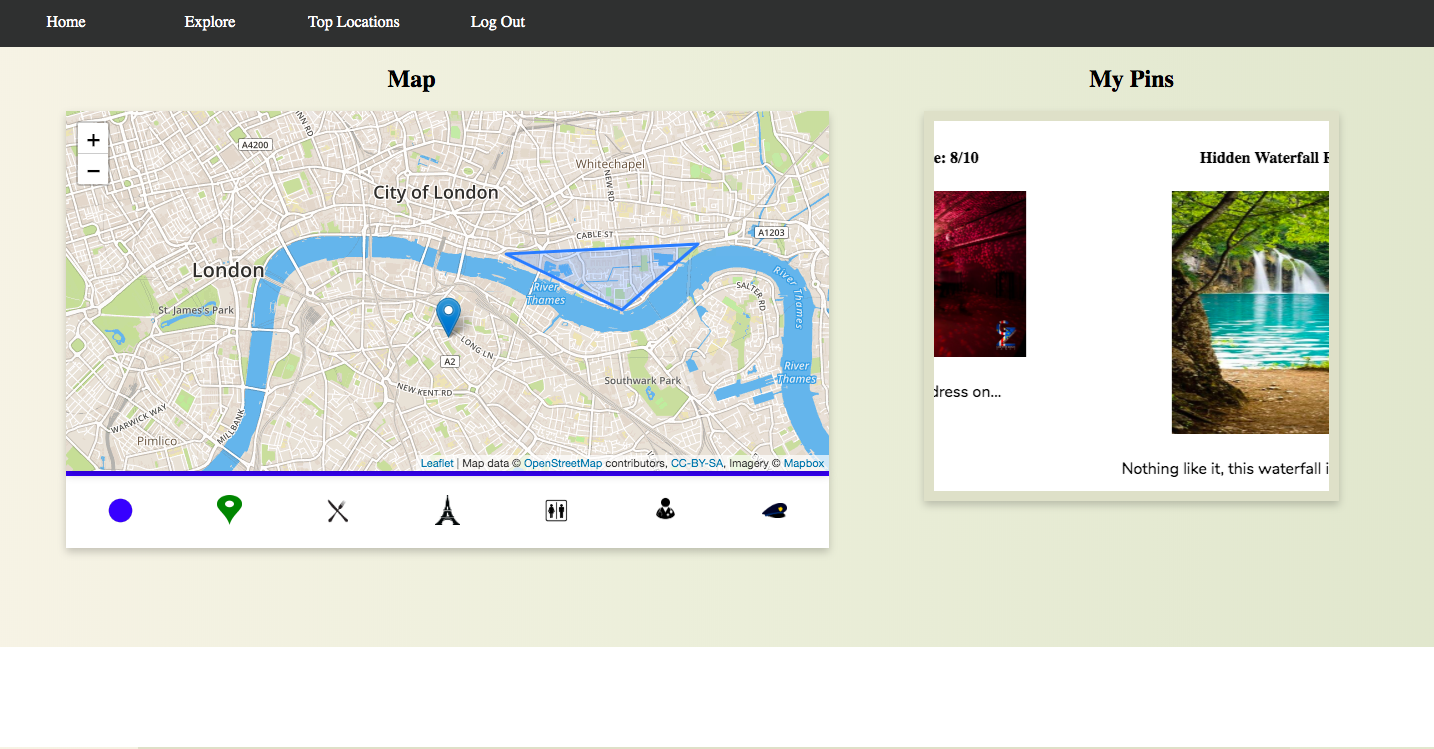 Home Explore Top Locations Log Out
Map
My Pins
+
−
A4200
NN RD
Whitechapel
NEW RD
City of London
CABLE ST
A1203
London
River
Thames
River
Thames
SALTER RD
St. James's Park
LONG LN
A2
River
Thames
Southwark Park
NEW KENT RD
WARWICK WAY
MILLBANK
Pimlico
Leaflet | Map data © OpenStreetMap contributors, CC-BY-SA, Imagery © Mapbox
e: 8/10
dress on...
Hidden Waterfall
Nothing like it, this waterfall i